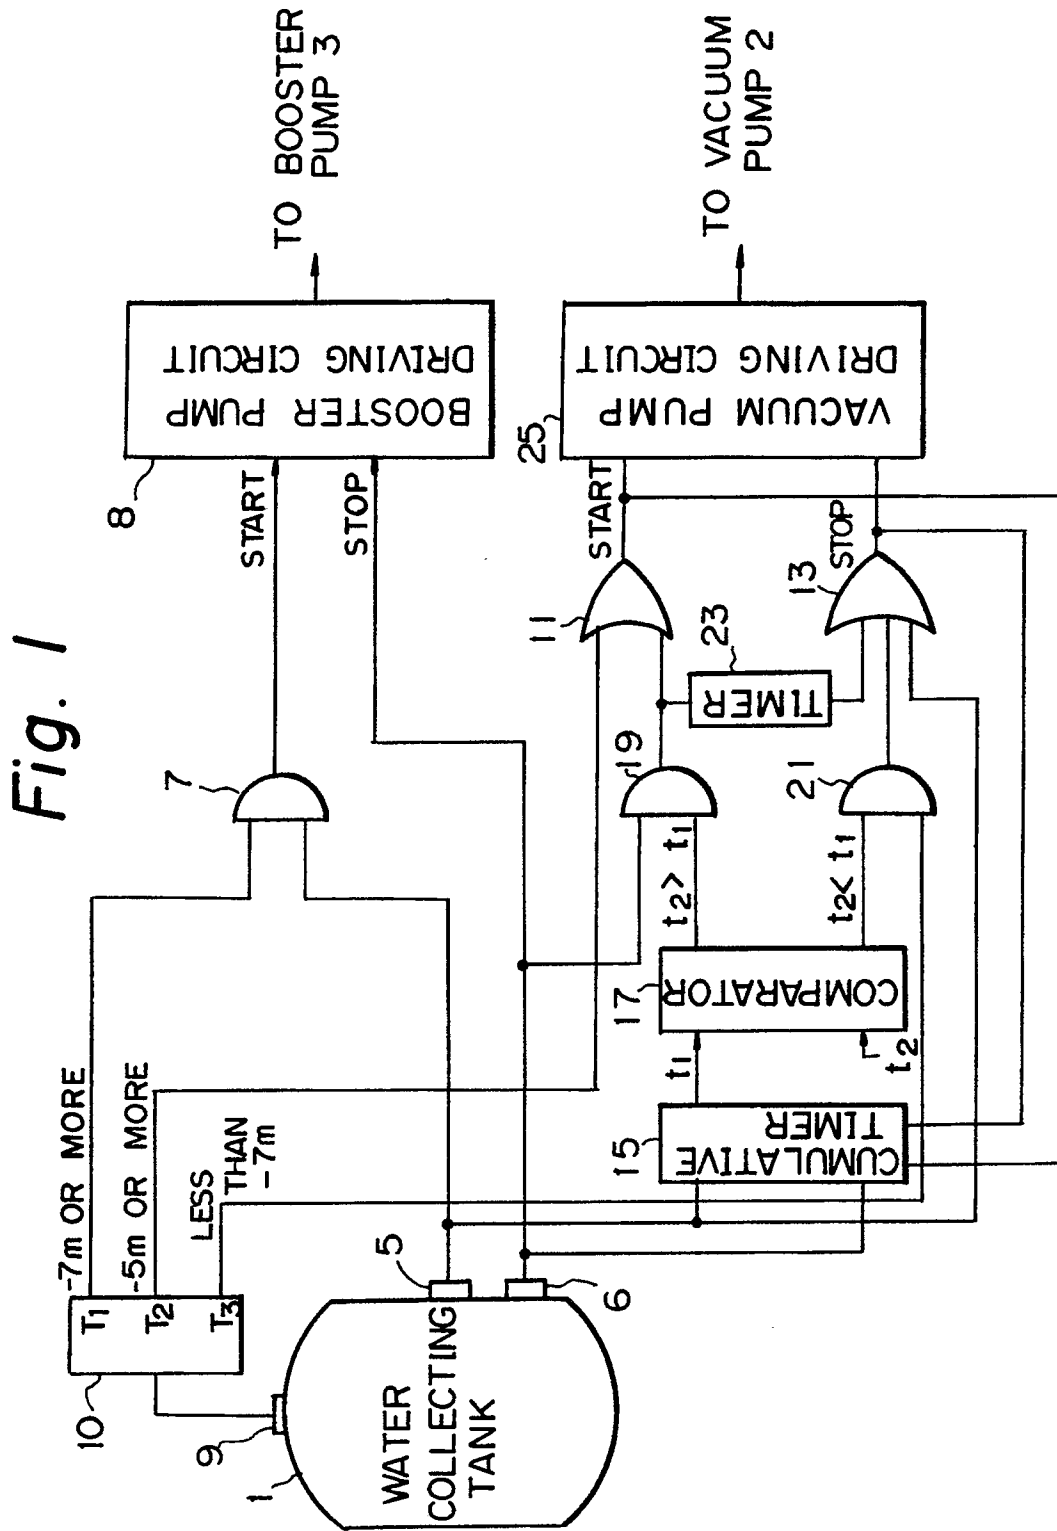 Fig. 1
10
T1
T2
T3
-7m OR MORE
-5m OR MORE
LESS
THAN
-7m
9
1
WATER
COLLECTING
TANK
5
6
7
START
STOP
8
BOOSTER PUMP
DRIVING CIRCUIT
TO BOOSTER
PUMP 3
15
CUMULATIVE
TIMER
t1
t2
17
COMPARATOR
t2> t1
t2< t1
19
21
23
TIMER
11
13
START
STOP
25
VACUUM PUMP
DRIVING CIRCUIT
TO VACUUM
PUMP 2